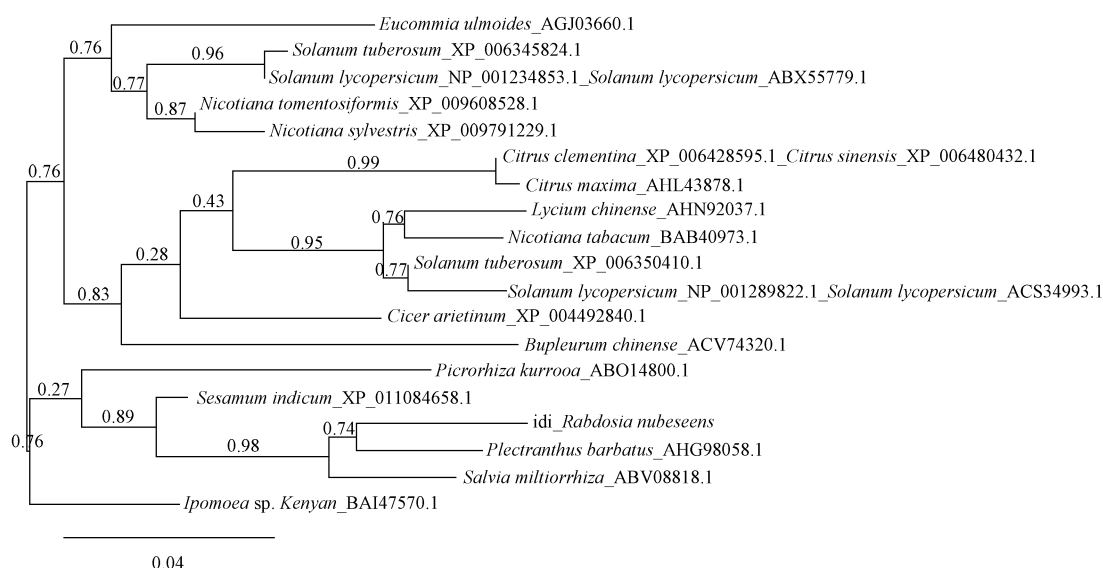 Eucommia ulmoides_AGJ03660.1
0.76
Solanum tuberosum_XP_006345824.1
0.96
Solanum lycopersicum_NP_001234853.1_Solanum lycopersicum_ABX55779.1
0.77
Nicotiana tomentosiformis_XP_009608528.1
0.87
Nicotiana sylvestris_XP_009791229.1
Citrus clementina_XP_006428595.1_Citrus sinensis_XP_006480432.1
0.99
0.76
Citrus maxima_AHL43878.1
0.43
Lycium chinense_AHN92037.1
0.76
Nicotiana tabacum_BAB40973.1
0.95
0.28
Solanum tuberosum_XP_006350410.1
0.77
Solanum lycopersicum_NP_001289822.1_Solanum lycopersicum_ACS34993.1
0.83
Cicer arietinum_XP_004492840.1
Bupleurum chinense_ACV74320.1
Picrorhiza kurrooa_ABO14800.1
0.27
Sesamum indicum_XP_011084658.1
0.89
idi_Rabdosia nubeseens
0.74
0.76
0.98
Plectranthus barbatus_AHG98058.1
Salvia miltiorrhiza_ABV08818.1
Ipomoea sp. Kenyan_BAI47570.1
0.04